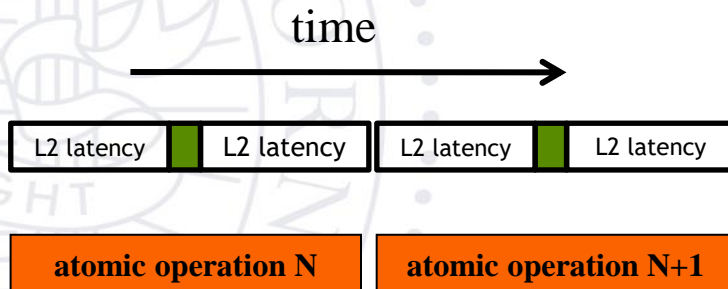 time
L2 latency L2 latency L2 latency L2 latency
atomic operation N atomic operation N+1